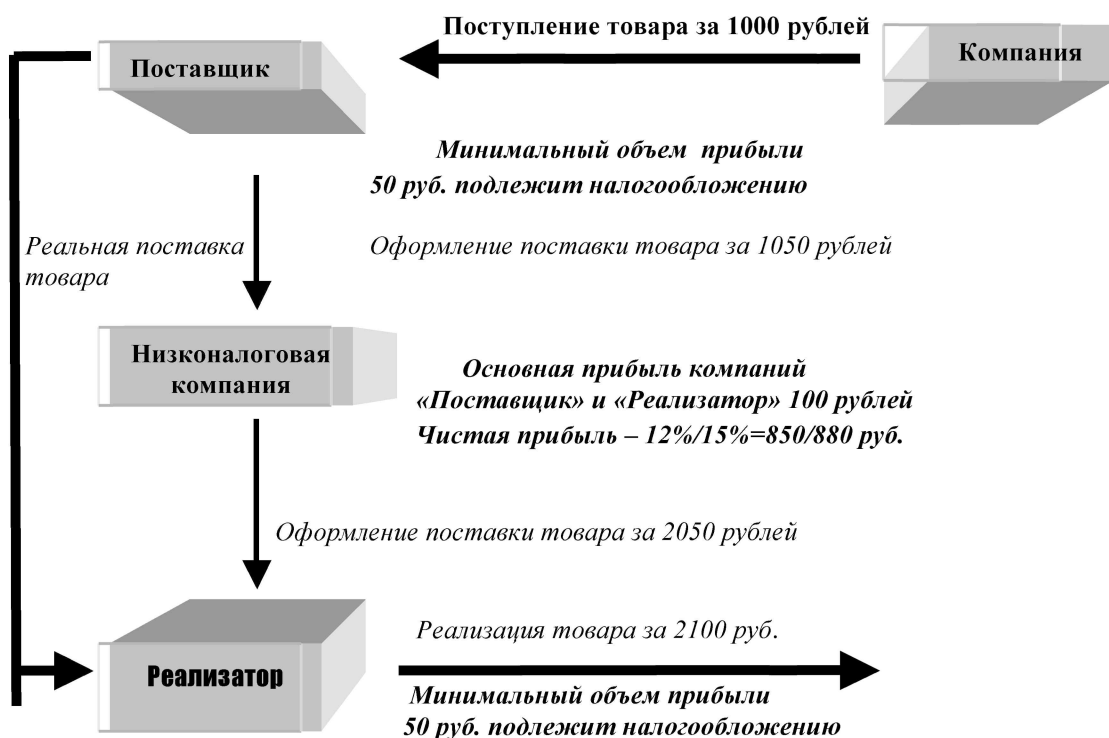 Поступление товара за 1000 рублей
Поставщик
Компания
Минимальный объем прибыли
50 руб. подлежит налогообложению
Реальная поставка
товара
Оформление поставки товара за 1050 рублей
Низконалоговая
компания
Основная прибыль компаний
«Поставщик» и «Реализатор» 100 рублей
Чистая прибыль – 12%/15%=850/880 руб.
Оформление поставки товара за 2050 рублей
Реализатор
Реализация товара за 2100 руб.
Минимальный объем прибыли
50 руб. подлежит налогообложению